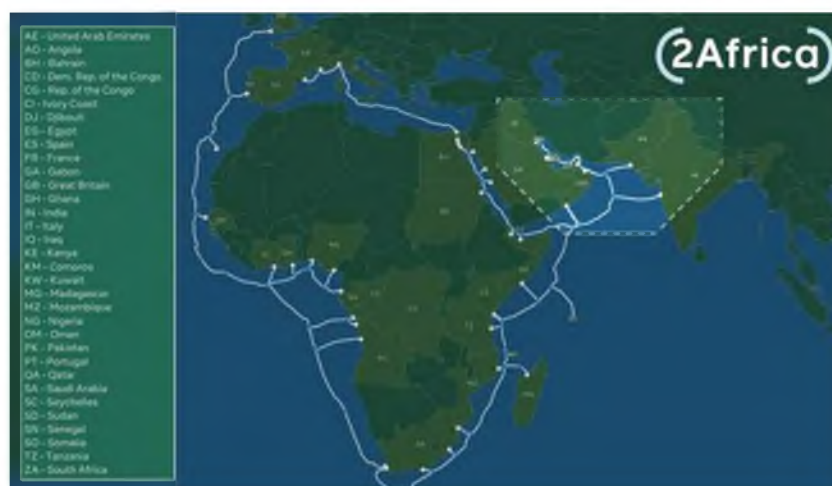 AE - United Arab Emirates
AO - Angola
BH - Bahrain
CD - Dem. Rep. of the Congo
CG - Rep. of the Congo
CI - Ivory Coast
DJ - Djibouti
EG - Egypt
ES - Spain
FR - France
GA - Gabon
GB - Great Britain
GH - Ghana
IN - India
IT - Italy
IQ - Iraq
KE - Kenya
KM - Comoros
KW - Kuwait
MG - Madagascar
MZ - Mozambique
NG - Nigeria
OM - Oman
PK - Pakistan
PT - Portugal
QA - Qatar
SA - Saudi Arabia
SC - Seychelles
SD - Sudan
SN - Senegal
SO - Somalia
TZ - Tanzania
ZA - South Africa
(2Africa)